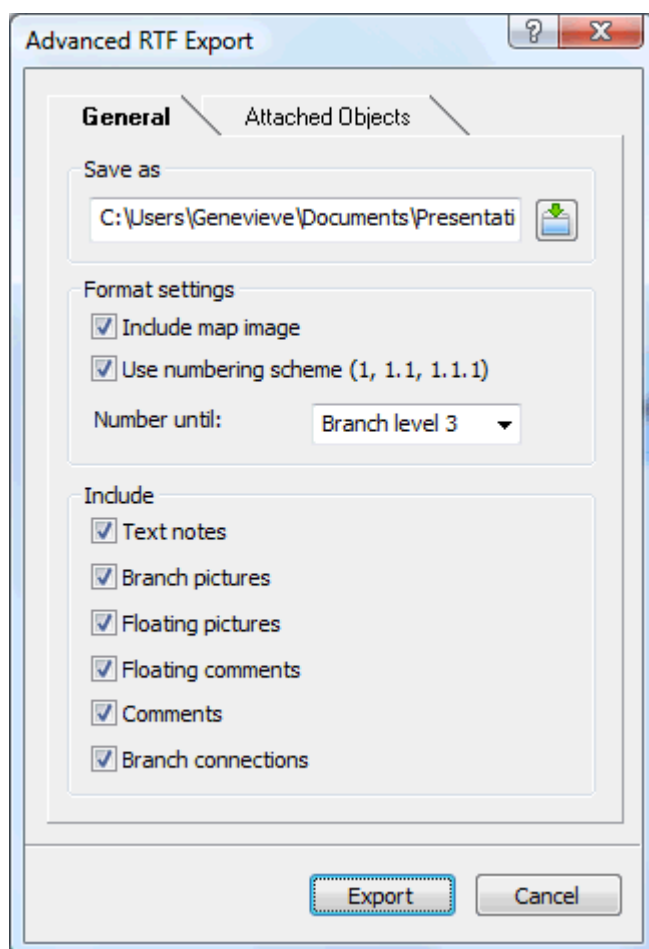 Advanced RTF Export
General Attached Objects
Save as
C:\Users\Genevieve\Documents\Presentati
Format settings
Include map image
Use numbering scheme (1, 1.1, 1.1.1)
Number until: Branch level 3
Include
Text notes
Branch pictures
Floating pictures
Floating comments
Comments
Branch connections
Export Cancel